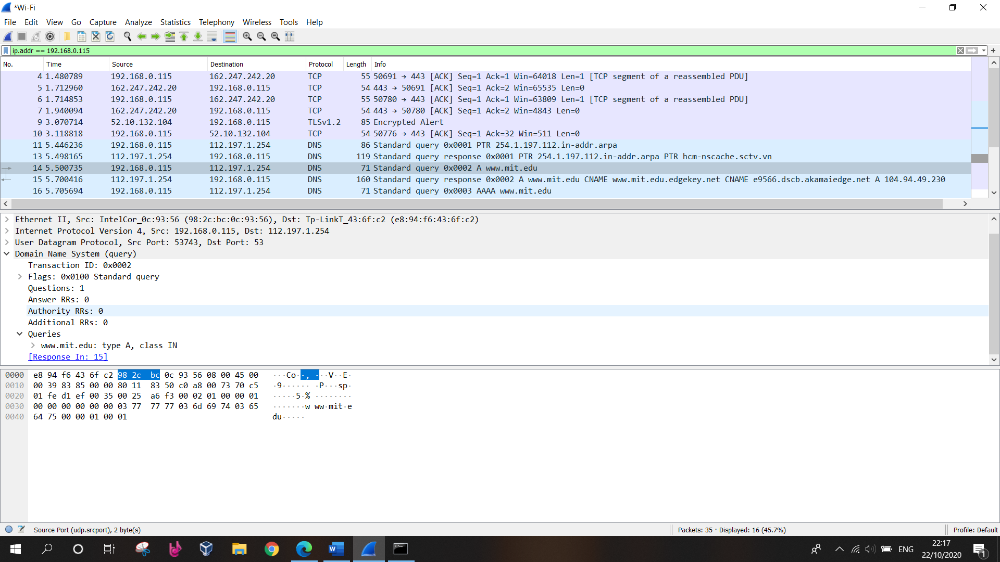 *Wi-Fi
File Edit View Go Capture Analyze Statistics Telephony Wireless Tools Help
ip.addr == 192.168.0.115
No. Time Source Destination Protocol Length Info
4 1.480789 192.168.0.115 162.247.242.20 TCP 55 50691 → 443 [ACK] Seq=1 Ack=1 Win=64018 Len=1 [TCP segment of a reassembled PDU]
5 1.712960 162.247.242.20 192.168.0.115 TCP 54 443 → 50691 [ACK] Seq=1 Ack=2 Win=65535 Len=0
6 1.714853 192.168.0.115 162.247.242.20 TCP 55 50780 → 443 [ACK] Seq=1 Ack=1 Win=63809 Len=1 [TCP segment of a reassembled PDU]
7 1.940094 162.247.242.20 192.168.0.115 TCP 54 443 → 50780 [ACK] Seq=1 Ack=2 Win=4843 Len=0
9 3.070714 52.10.132.104 192.168.0.115 TLSv1.2 85 Encrypted Alert
10 3.118818 192.168.0.115 52.10.132.104 TCP 54 50776 → 443 [ACK] Seq=1 Ack=32 Win=511 Len=0
11 5.446236 192.168.0.115 112.197.1.254 DNS 86 Standard query 0x0001 PTR 254.1.197.112.in-addr.arpa
13 5.498165 112.197.1.254 192.168.0.115 DNS 119 Standard query response 0x0001 PTR 254.1.197.112.in-addr.arpa PTR hcm-nscache.sctv.vn
14 5.500735 192.168.0.115 112.197.1.254 DNS 71 Standard query 0x0002 A www.mit.edu
15 5.700416 112.197.1.254 192.168.0.115 DNS 160 Standard query response 0x0002 A www.mit.edu CNAME www.mit.edu.edgekey.net CNAME e9566.dscb.akamaiedge.net A 104.94.49.230
16 5.705694 192.168.0.115 112.197.1.254 DNS 71 Standard query 0x0003 AAAA www.mit.edu
Ethernet II, Src: IntelCor_0c:93:56 (98:2c:bc:0c:93:56), Dst: Tp-LinkT_43:6f:c2 (e8:94:f6:43:6f:c2)
Internet Protocol Version 4, Src: 192.168.0.115, Dst: 112.197.1.254
User Datagram Protocol, Src Port: 53743, Dst Port: 53
Domain Name System (query)
Transaction ID: 0x0002
Flags: 0x0100 Standard query
Questions: 1
Answer RRs: 0
Authority RRs: 0
Additional RRs: 0
Queries
www.mit.edu: type A, class IN
[Response In: 15]
0000 e8 94 f6 43 6f c2 98 2c bc 0c 93 56 08 00 45 00 ···Co··, ···V··E·
0010 00 39 83 85 00 00 80 11 83 50 c0 a8 00 73 70 c5 ·9······ ·P···sp·
0020 01 fe d1 ef 00 35 00 25 a6 f3 00 02 01 00 00 01 ·····5·% ········
0030 00 00 00 00 00 00 03 77 77 77 03 6d 69 74 03 65 ·······w ww·mit·e
0040 64 75 00 00 01 00 01 du·····
Source Port (udp.srcport), 2 byte(s) Packets: 35 · Displayed: 16 (45.7%) Profile: Default
ENG
22:17
22/10/2020
1